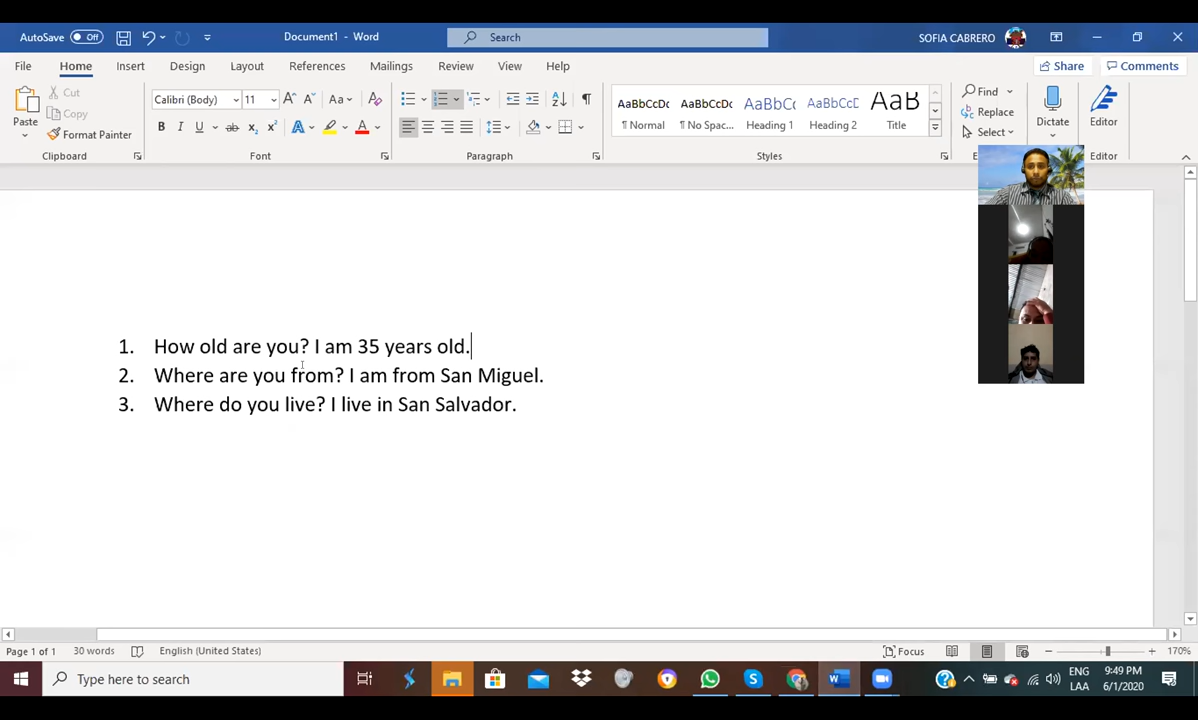 AutoSave Off Document1 - Word Search SOFIA CABRERO
File Home Insert Design Layout References Mailings Review View Help Share Comments
Paste Cut Copy Format Painter
Calibri (Body) 11 Aa
AaBbCcDc AaBbCcDc AaBbCc AaBbCcD AaB
¶ Normal ¶ No Spac... Heading 1 Heading 2 Title
Find Replace Select Dictate Editor
Clipboard Font Paragraph Styles Editor
1. How old are you? I am 35 years old.
2. Where are you from? I am from San Miguel.
3. Where do you live? I live in San Salvador.
Page 1 of 1 30 words English (United States) Focus 170%
Type here to search ENG LAA 9:49 PM 6/1/2020